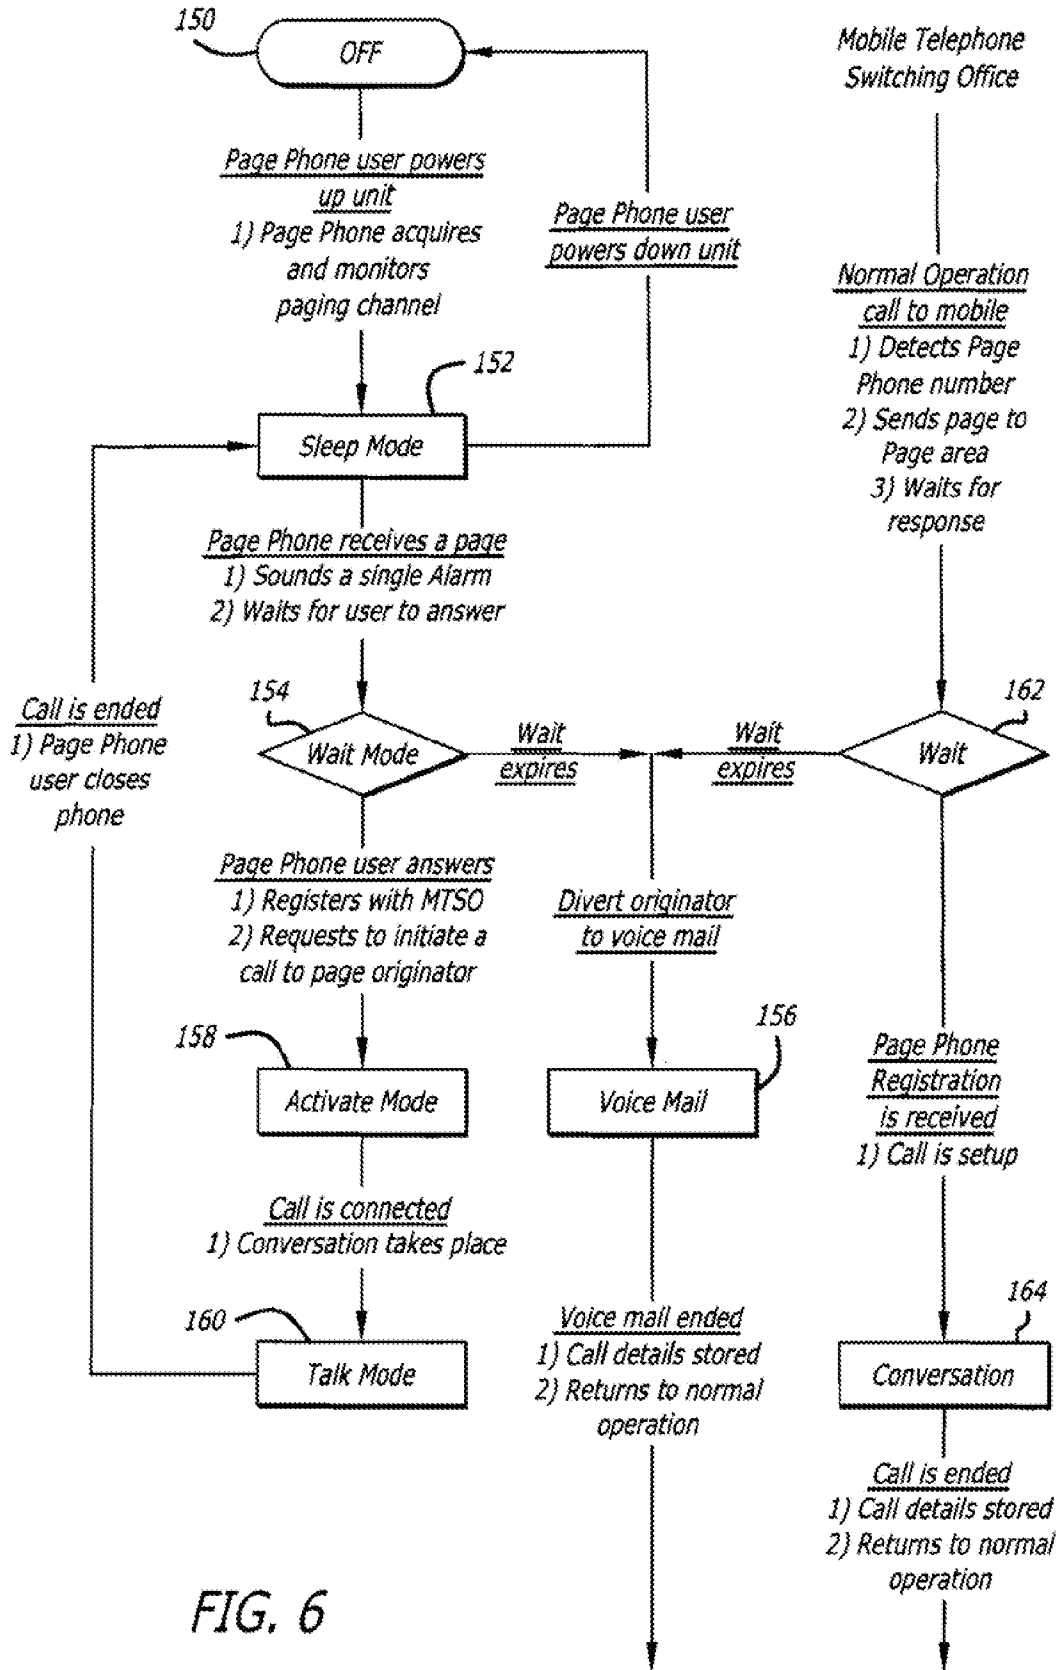 150
OFF
Page Phone user powers
up unit
1) Page Phone acquires
and monitors
paging channel
Page Phone user
powers down unit
152
Sleep Mode
Page Phone receives a page
1) Sounds a single Alarm
2) Waits for user to answer
Call is ended
1) Page Phone
user closes
phone
154
Wait Mode
Wait
expires
Page Phone user answers
1) Registers with MTSO
2) Requests to initiate a
call to page originator
158
Activate Mode
Call is connected
1) Conversation takes place
160
Talk Mode
Divert originator
to voice mail
156
Voice Mail
Voice mail ended
1) Call details stored
2) Returns to normal
operation
Mobile Telephone
Switching Office
Normal Operation
call to mobile
1) Detects Page
Phone number
2) Sends page to
Page area
3) Waits for
response
162
Wait
Wait
expires
Page Phone
Registration
is received
1) Call is setup
164
Conversation
Call is ended
1) Call details stored
2) Returns to normal
operation
FIG. 6